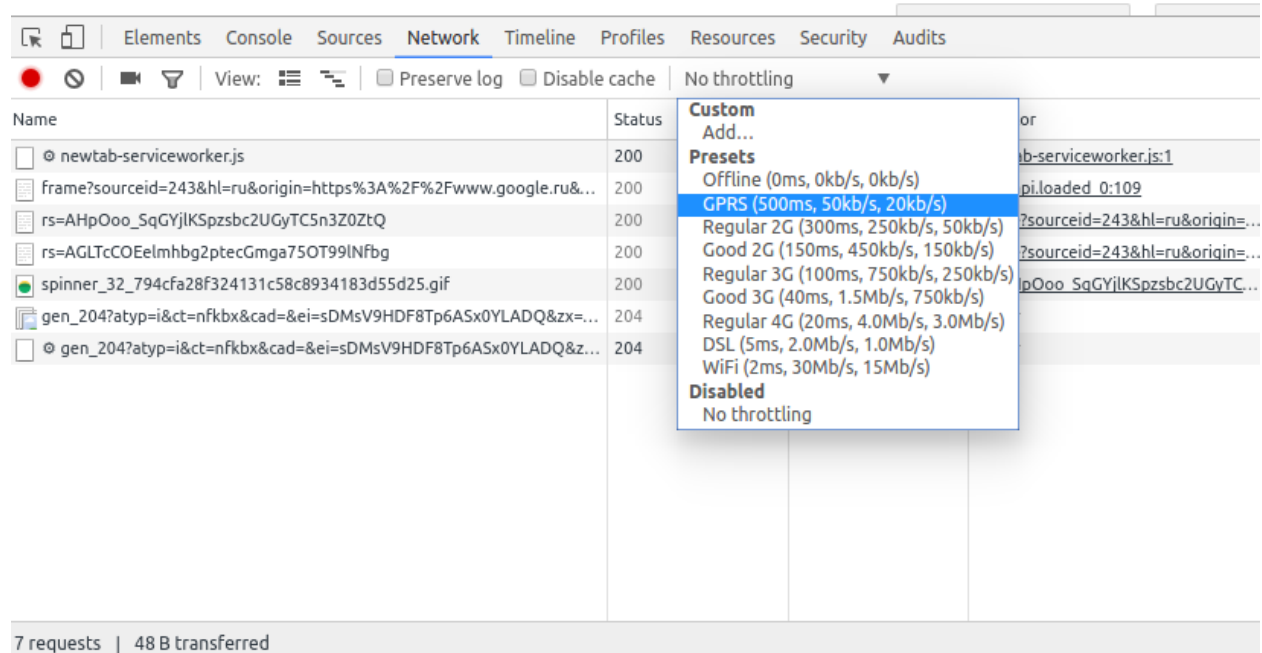 Elements Console Sources Network Timeline Profiles Resources Security Audits
View: Preserve log Disable cache No throttling
Name Status or
newtab-serviceworker.js 200 ab-serviceworker.js:1
frame?sourceid=243&hl=ru&origin=https%3A%2F%2Fwww.google.ru&... 200 pi.loaded_0:109
rs=AHpOoo_SqGYjlKSpzsbc2UGyTC5n3Z0ZtQ 200 ?sourceid=243&hl=ru&origin=...
rs=AGLTcCOEelmhbg2ptecGmga75OT99lNfbg 200 ?sourceid=243&hl=ru&origin=...
spinner_32_794cfa28f324131c58c8934183d55d25.gif 200 lpOoo_SqGYjlKSpzsbc2UGyTC...
gen_204?atyp=i&ct=nfkbx&cad=&ei=sDMsV9HDF8Tp6ASx0YLADQ&zx=... 204
gen_204?atyp=i&ct=nfkbx&cad=&ei=sDMsV9HDF8Tp6ASx0YLADQ&z... 204
Custom
Add...
Presets
Offline (0ms, 0kb/s, 0kb/s)
GPRS (500ms, 50kb/s, 20kb/s)
Regular 2G (300ms, 250kb/s, 50kb/s)
Good 2G (150ms, 450kb/s, 150kb/s)
Regular 3G (100ms, 750kb/s, 250kb/s)
Good 3G (40ms, 1.5Mb/s, 750kb/s)
Regular 4G (20ms, 4.0Mb/s, 3.0Mb/s)
DSL (5ms, 2.0Mb/s, 1.0Mb/s)
WiFi (2ms, 30Mb/s, 15Mb/s)
Disabled
No throttling
7 requests | 48 B transferred